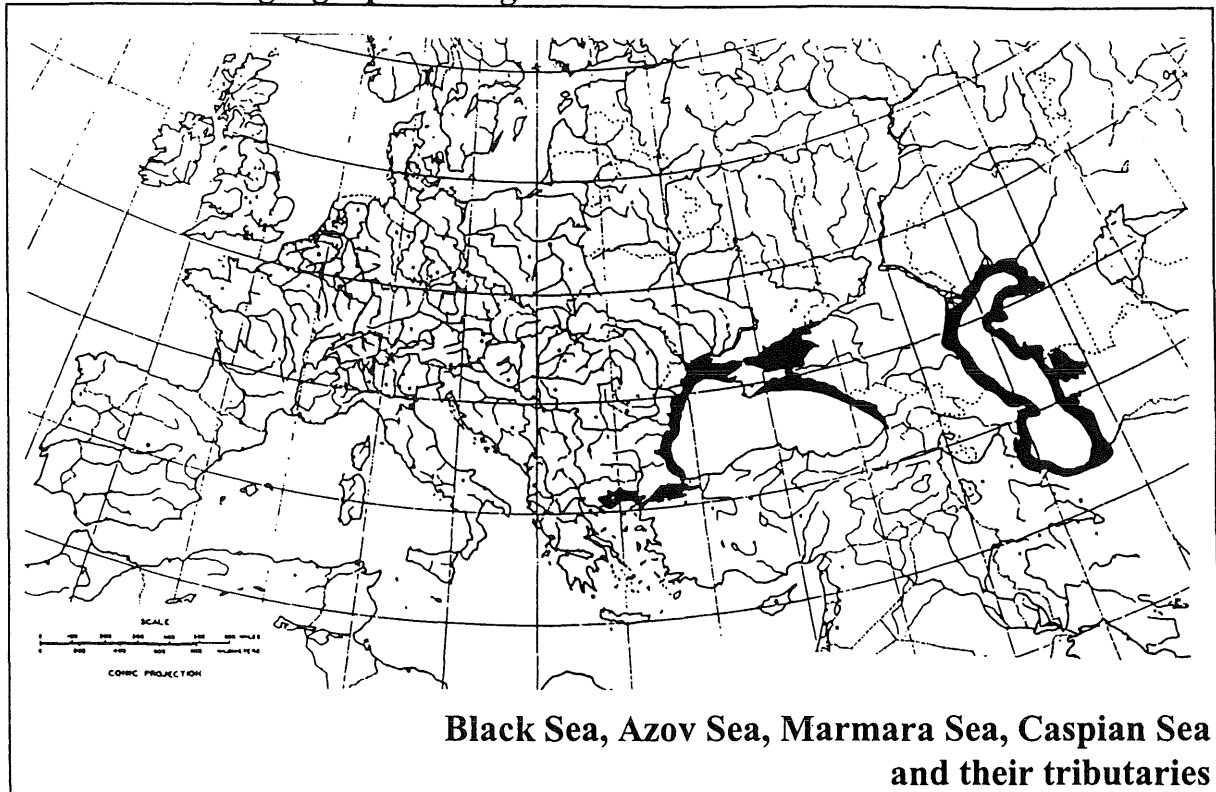 SCALE
CONIC PROJECTION
Black Sea, Azov Sea, Marmara Sea, Caspian Sea
and their tributaries